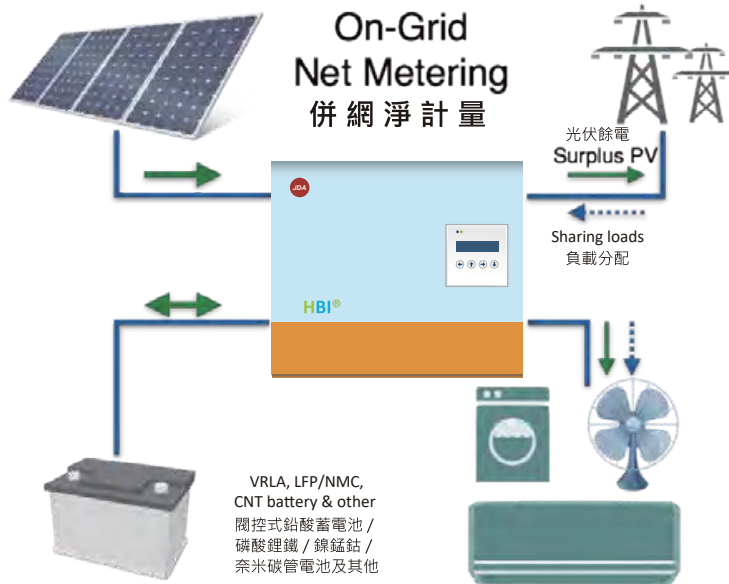 On-Grid
Net Metering
併網淨計量
光伏餘電
Surplus PV
JDA
Sharing loads
負載分配
HBI®
VRLA, LFP/NMC,
CNT battery & other
閥控式鉛酸蓄電池 /
磷酸鋰鐵 / 鎳錳鈷 /
奈米碳管電池及其他